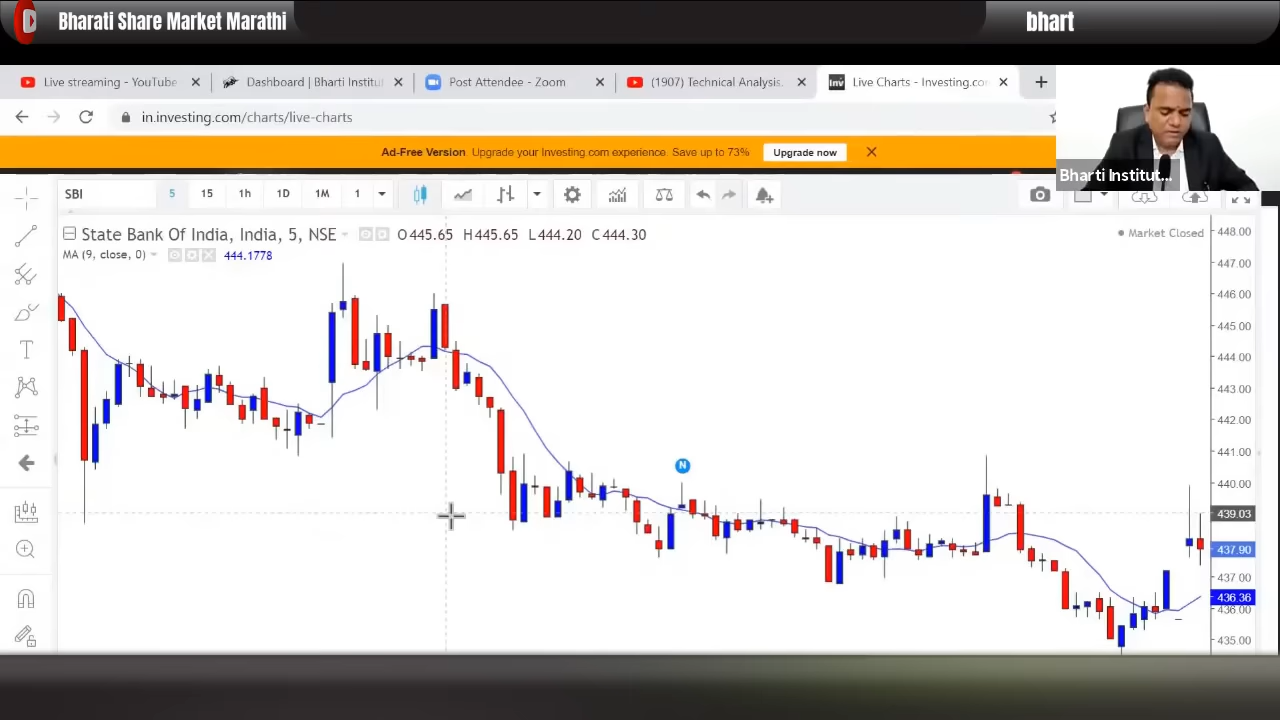 Bharati Share Market Marathi
bhart
Live streaming - YouTube
Dashboard | Bharti Institut
Post Attendee - Zoom
(1907) Technical Analysis.
Live Charts - Investing.co
in.investing.com/charts/live-charts
Ad-Free Version Upgrade your Investing.com experience. Save up to 73% Upgrade now
Bharti Institut...
SBI 5 15 1h 1D 1M 1
State Bank Of India, India, 5, NSE O445.65 H445.65 L444.20 C444.30
Market Closed
MA (9, close, 0) 444.1778
N
448.00
447.00
446.00
445.00
444.00
443.00
442.00
441.00
440.00
439.03
437.90
437.00
436.36
436.00
435.00